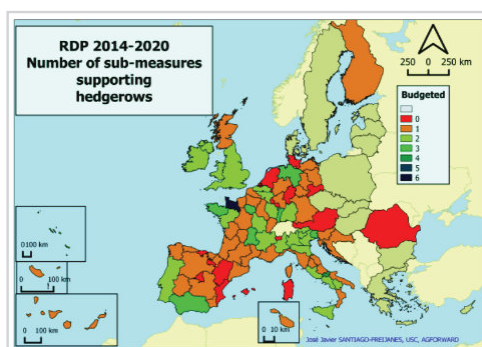 RDP 2014-2020
Number of sub-measures
supporting
hedgerows
250 0 250 km
Budgeted
0
1
2
3
4
5
6
0 100 km
0 100 km
0 100 km
0 20 km
José Javier SANTIAGO-FREIJANES, USC, AGFORWARD